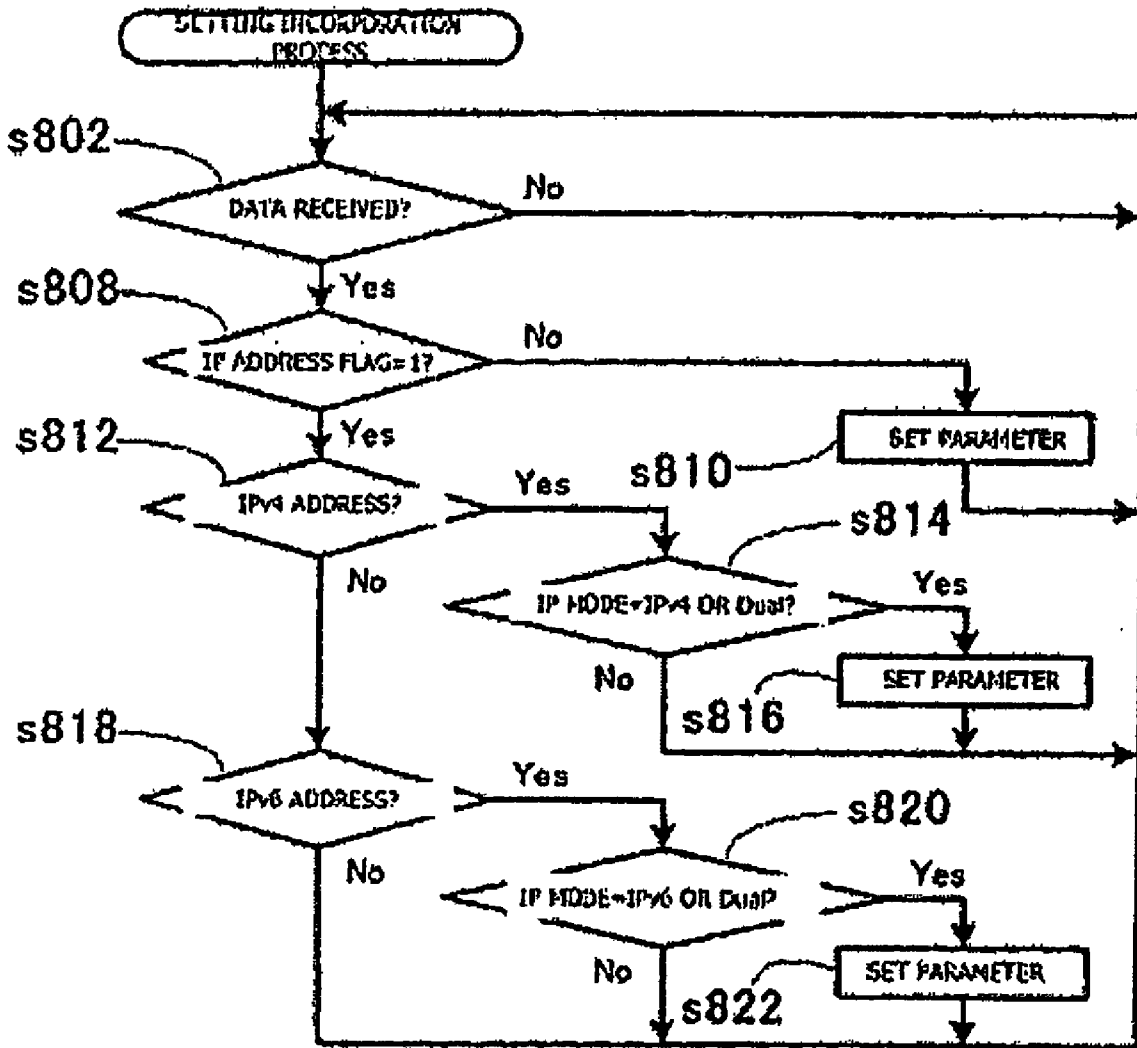 SETTING INCORPORATION
PROCESS
s802
DATA RECEIVED?
No
Yes
s808
IP ADDRESS FLAG=1?
No
Yes
s810
SET PARAMETER
s812
IPv4 ADDRESS?
Yes
No
s814
IP MODE=IPv4 OR Dual?
Yes
No
s816
SET PARAMETER
s818
IPv6 ADDRESS?
Yes
No
s820
IP MODE=IPv6 OR Dual?
Yes
No
s822
SET PARAMETER